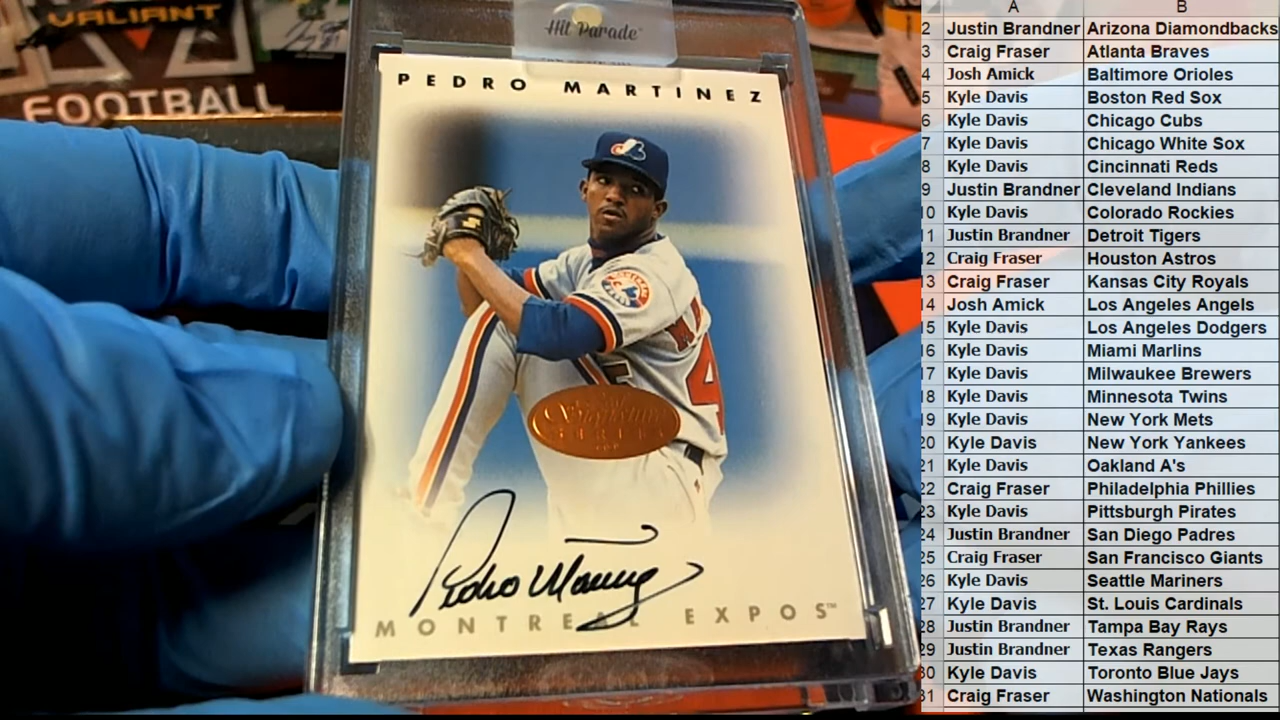 VALIANT
FOOTBALL
Hit Parade™
PEDRO MARTINEZ
Signature
SERIES
Pedro Martinez
MONTREAL EXPOS™
A B
2 Justin Brandner Arizona Diamondbacks
3 Craig Fraser Atlanta Braves
4 Josh Amick Baltimore Orioles
5 Kyle Davis Boston Red Sox
6 Kyle Davis Chicago Cubs
7 Kyle Davis Chicago White Sox
8 Kyle Davis Cincinnati Reds
9 Justin Brandner Cleveland Indians
10 Kyle Davis Colorado Rockies
11 Justin Brandner Detroit Tigers
12 Craig Fraser Houston Astros
13 Craig Fraser Kansas City Royals
14 Josh Amick Los Angeles Angels
15 Kyle Davis Los Angeles Dodgers
16 Kyle Davis Miami Marlins
17 Kyle Davis Milwaukee Brewers
18 Kyle Davis Minnesota Twins
19 Kyle Davis New York Mets
20 Kyle Davis New York Yankees
21 Kyle Davis Oakland A's
22 Craig Fraser Philadelphia Phillies
23 Kyle Davis Pittsburgh Pirates
24 Justin Brandner San Diego Padres
25 Craig Fraser San Francisco Giants
26 Kyle Davis Seattle Mariners
27 Kyle Davis St. Louis Cardinals
28 Justin Brandner Tampa Bay Rays
29 Justin Brandner Texas Rangers
30 Kyle Davis Toronto Blue Jays
31 Craig Fraser Washington Nationals